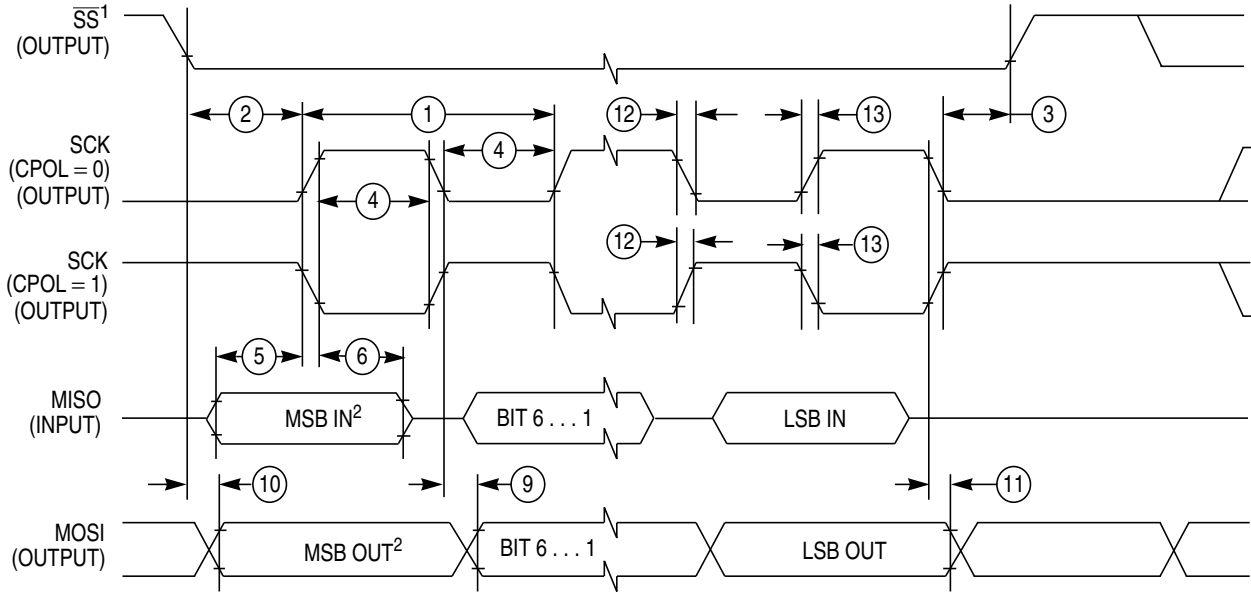 SS¹
(OUTPUT)
2
1
12
13
3
SCK
(CPOL = 0)
(OUTPUT)
4
4
12
13
SCK
(CPOL = 1)
(OUTPUT)
5
6
MISO
(INPUT)
MSB IN²
BIT 6 . . . 1
LSB IN
10
9
11
MOSI
(OUTPUT)
MSB OUT²
BIT 6 . . . 1
LSB OUT